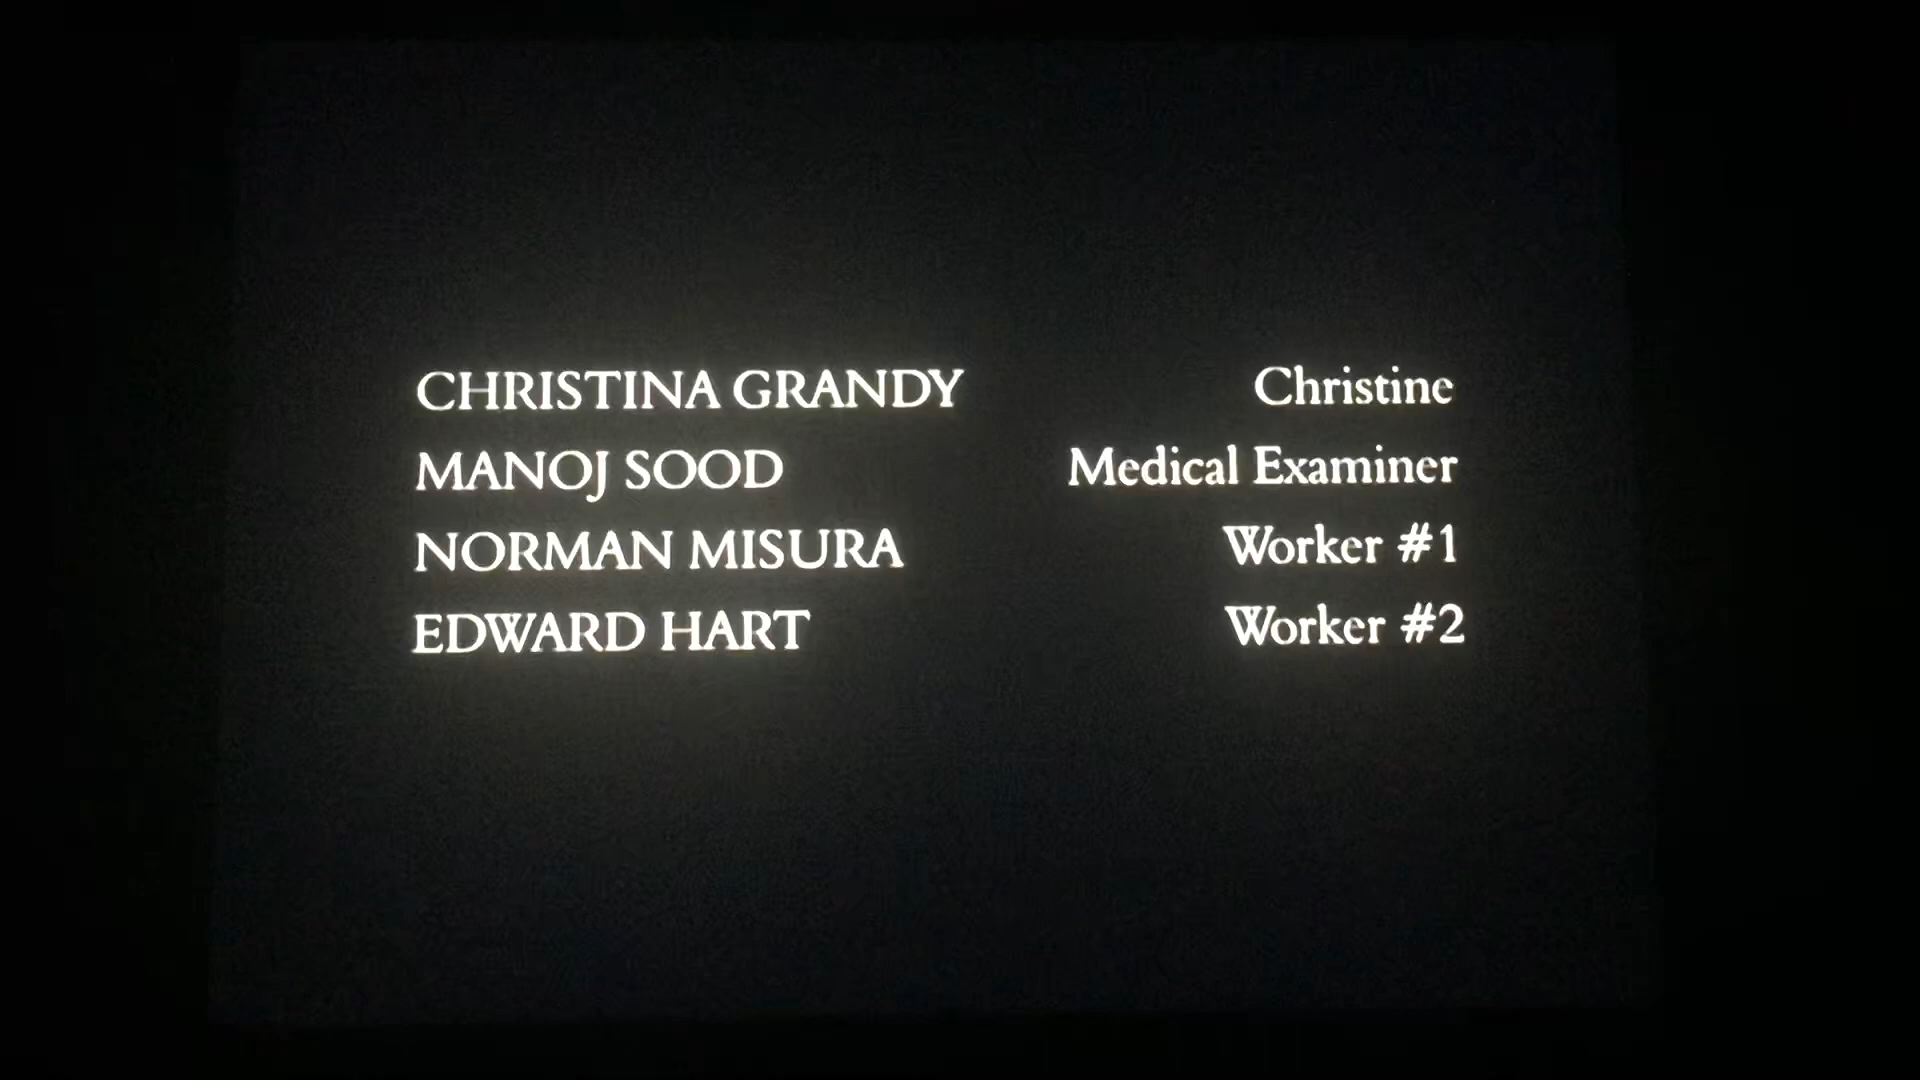 CHRISTINA GRANDY Christine
MANOJ SOOD Medical Examiner
NORMAN MISURA Worker #1
EDWARD HART Worker #2